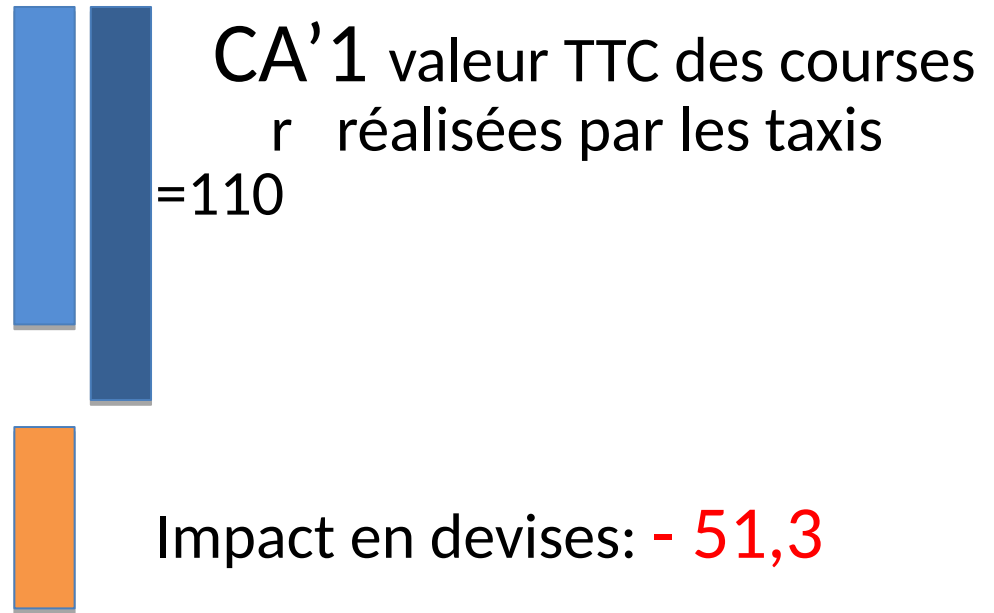 CA’1 valeur TTC des courses
r réalisées par les taxis
=110
Impact en devises: - 51,3